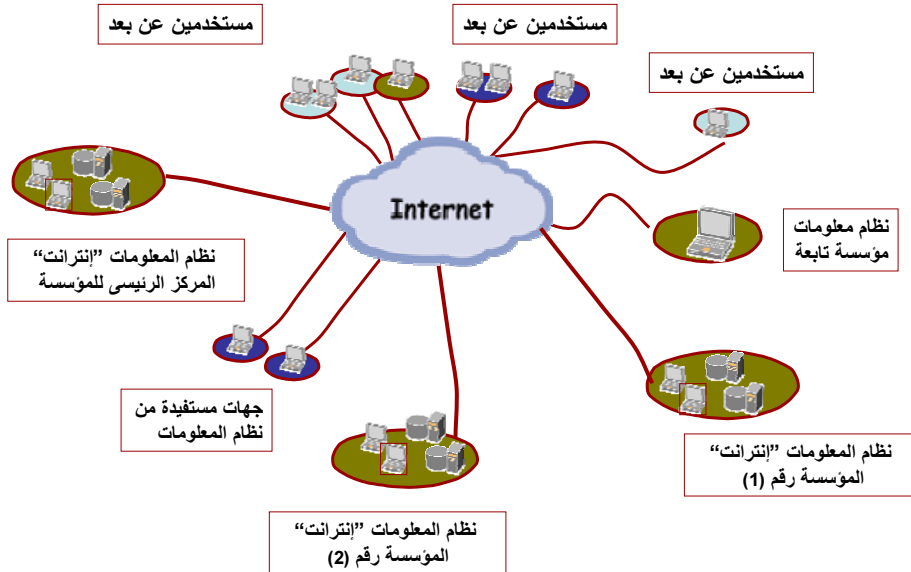 مستخدمين عن بعد
مستخدمين عن بعد
مستخدمين عن بعد
Internet
نظام معلومات
مؤسسة تابعة
نظام المعلومات ”إنترانت“
المركز الرئيسى للمؤسسة
جهات مستفيدة من
نظام المعلومات
نظام المعلومات ”إنترانت“
المؤسسة رقم (1)
نظام المعلومات ”إنترانت“
المؤسسة رقم (2)